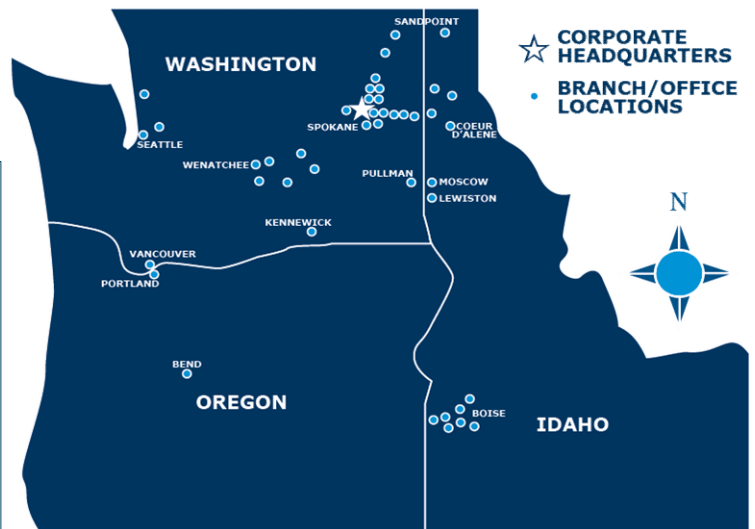 SANDPOINT
CORPORATE
HEADQUARTERS
WASHINGTON
BRANCH/OFFICE
LOCATIONS
SPOKANE
COEUR
D'ALENE
SEATTLE
WENATCHEE
PULLMAN
MOSCOW
LEWISTON
N
KENNEWICK
VANCOUVER
PORTLAND
BEND
OREGON
BOISE
IDAHO